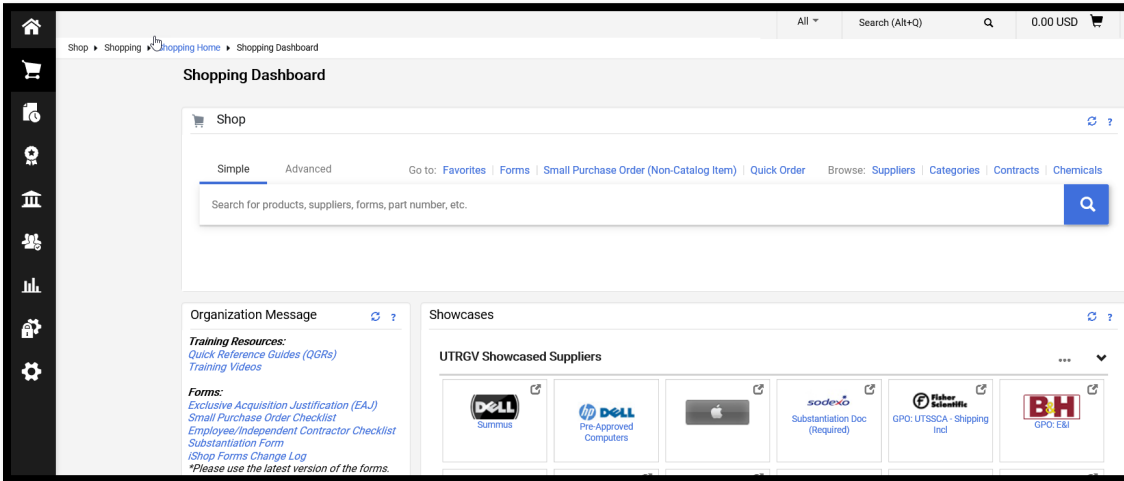 All
Search (Alt+Q)
0.00 USD
Shop Shopping Shopping Home Shopping Dashboard
Shopping Dashboard
Shop
?
Simple Advanced Go to: Favorites | Forms | Small Purchase Order (Non-Catalog Item) | Quick Order Browse: Suppliers | Categories | Contracts | Chemicals
Search for products, suppliers, forms, part number, etc.
Organization Message
?
Training Resources:
Quick Reference Guides (QGRs)
Training Videos
Forms:
Exclusive Acquisition Justification (EAJ)
Small Purchase Order Checklist
Employee/Independent Contractor Checklist
Substantiation Form
iShop Forms Change Log
*Please use the latest version of the forms.
Showcases
?
UTRGV Showcased Suppliers
DELL
Summus
hp DELL
Pre-Approved
Computers
sodexo
Substantiation Doc
(Required)
Fisher
Scientific
GPO: UTSSCA - Shipping
Incl
B&H
GPO: E&I